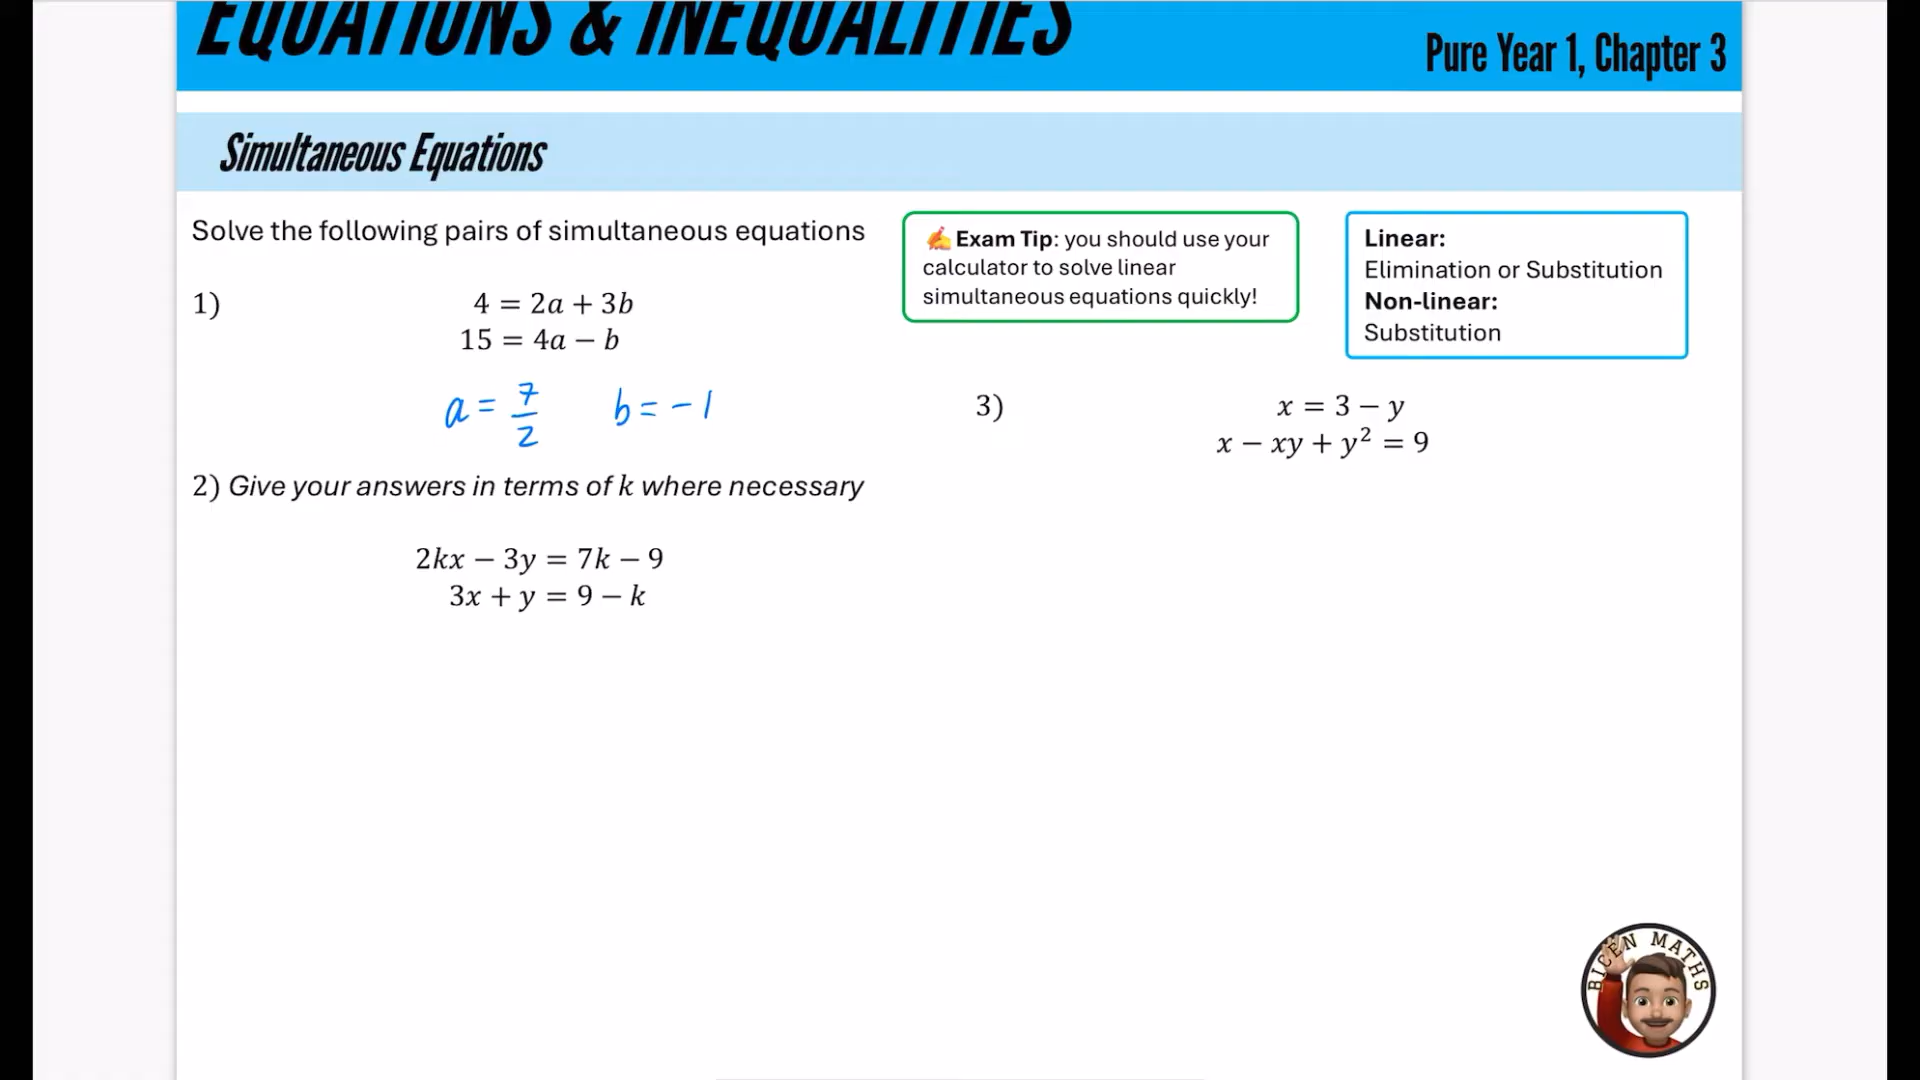 EQUATIONS & INEQUALITIES
Pure Year 1, Chapter 3
Simultaneous Equations
Solve the following pairs of simultaneous equations
1)
4 = 2a + 3b
15 = 4a − b
a = 7/2 b = −1
2) Give your answers in terms of k where necessary
2kx − 3y = 7k − 9
3x + y = 9 − k
✍️ Exam Tip: you should use your
calculator to solve linear
simultaneous equations quickly!
Linear:
Elimination or Substitution
Non-linear:
Substitution
3)
x = 3 − y
x − xy + y² = 9
BICEN MATHS